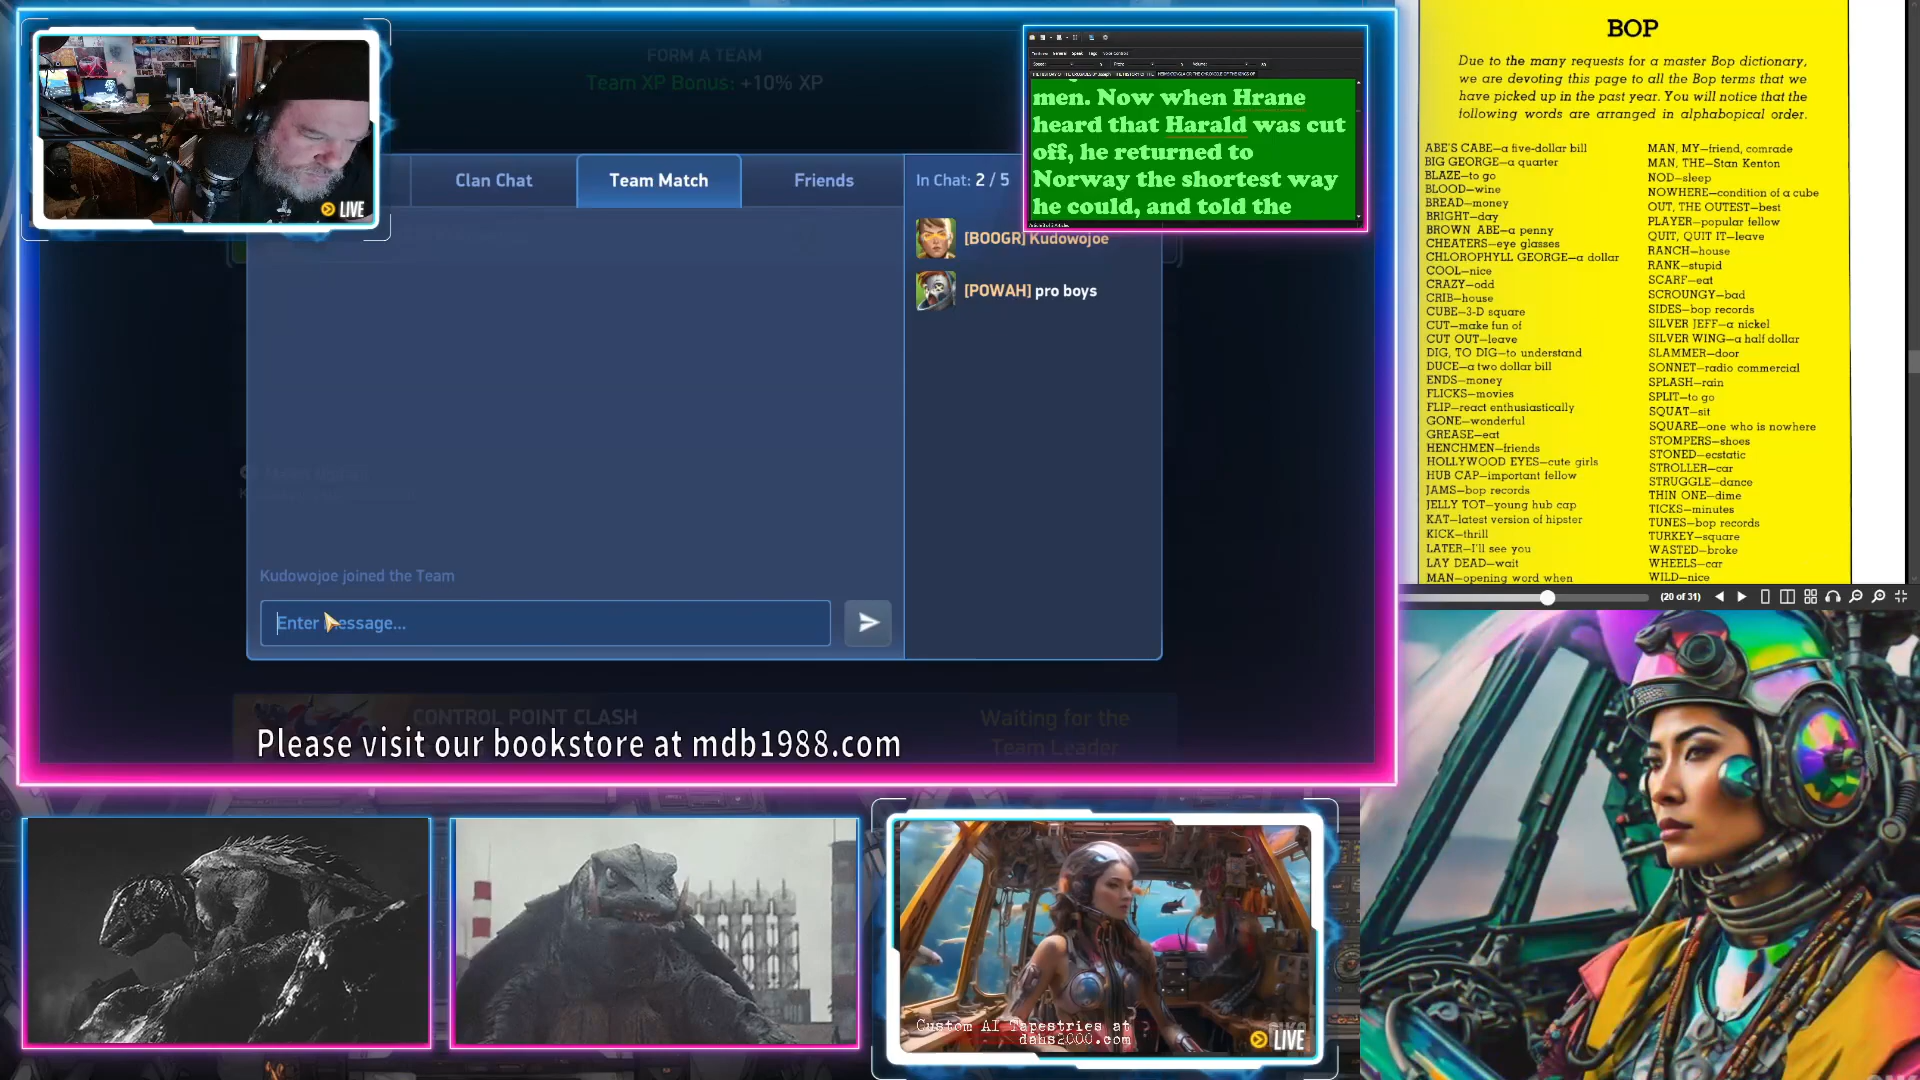 FORM A TEAM
Team XP Bonus: +10% XP
LIVE
Clan Chat
Team Match
Friends
In Chat: 2 / 5
[BOOGR] Kudowojoe
[POWAH] pro boys
men. Now when Hrane
heard that Harald was cut
off, he returned to
Norway the shortest way
he could, and told the
Kudowojoe joined the Team
Enter message...
CONTROL POINT CLASH
Waiting for the
Team Leader
Please visit our bookstore at mdb1988.com
Custom AI Tapestries at
dahs2000.com
LIVE
BOP
Due to the many requests for a master Bop dictionary,
we are devoting this page to all the Bop terms that we
have picked up in the past year. You will notice that the
following words are arranged in alphabopical order.
ABE'S CABE—a five-dollar bill
BIG GEORGE—a quarter
BLAZE—to go
BLOOD—wine
BREAD—money
BRIGHT—day
BROWN ABE—a penny
CHEATERS—eye glasses
CHLOROPHYLL GEORGE—a dollar
COOL—nice
CRAZY—odd
CRIB—house
CUBE—3-D square
CUT—make fun of
CUT OUT—leave
DIG, TO DIG—to understand
DUCE—a two dollar bill
ENDS—money
FLICKS—movies
FLIP—react enthusiastically
GONE—wonderful
GREASE—eat
HENCHMEN—friends
HOLLYWOOD EYES—cute girls
HUB CAP—important fellow
JAMS—bop records
JELLY TOT—young hub cap
KAT—latest version of hipster
KICK—thrill
LATER—I'll see you
LAY DEAD—wait
MAN—opening word when
MAN, MY—friend, comrade
MAN, THE—Stan Kenton
NOD—sleep
NOWHERE—condition of a cube
OUT, THE OUTEST—best
PLAYER—popular fellow
QUIT, QUIT IT—leave
RANCH—house
RANK—stupid
SCARF—eat
SCROUNGY—bad
SIDES—bop records
SILVER JEFF—a nickel
SILVER WING—a half dollar
SLAMMER—door
SONNET—radio commercial
SPLASH—rain
SPLIT—to go
SQUAT—sit
SQUARE—one who is nowhere
STOMPERS—shoes
STONED—ecstatic
STROLLER—car
STRUGGLE—dance
THIN ONE—dime
TICKS—minutes
TUNES—bop records
TURKEY—square
WASTED—broke
WHEELS—car
WILD—nice
(20 of 31)